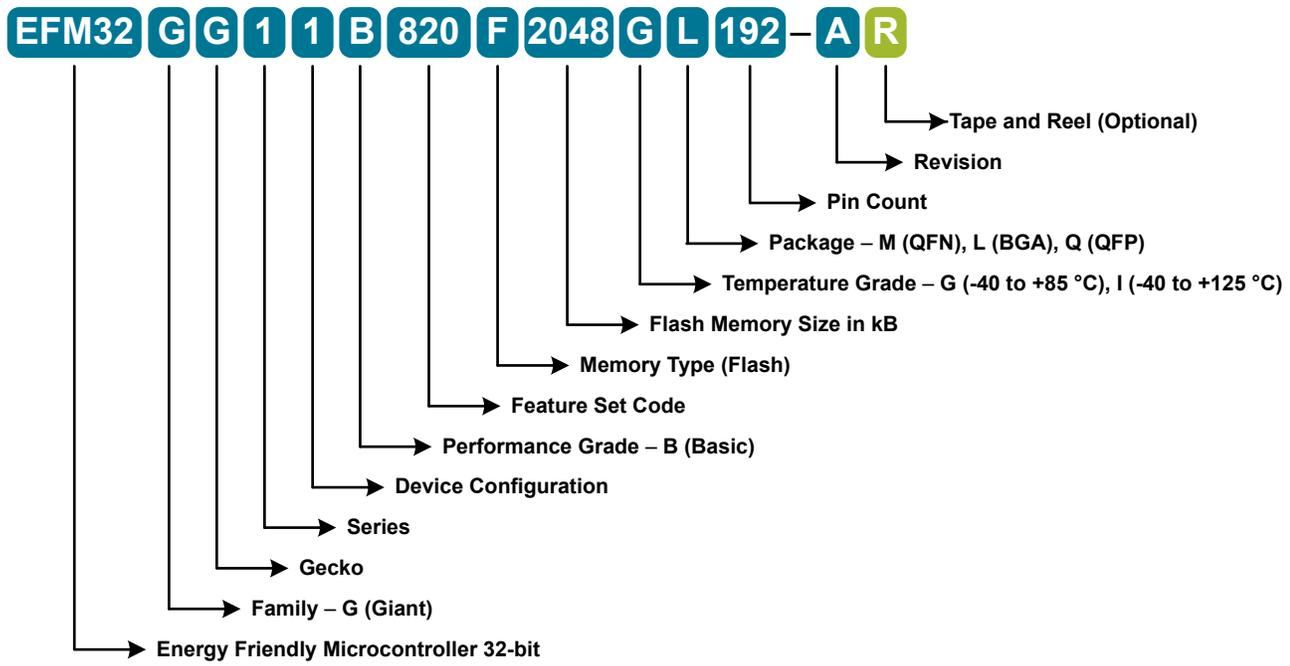 EFM32 G G 1 1 B 820 F 2048 G L 192 – A R
Tape and Reel (Optional)
Revision
Pin Count
Package – M (QFN), L (BGA), Q (QFP)
Temperature Grade – G (-40 to +85 °C), I (-40 to +125 °C)
Flash Memory Size in kB
Memory Type (Flash)
Feature Set Code
Performance Grade – B (Basic)
Device Configuration
Series
Gecko
Family – G (Giant)
Energy Friendly Microcontroller 32-bit